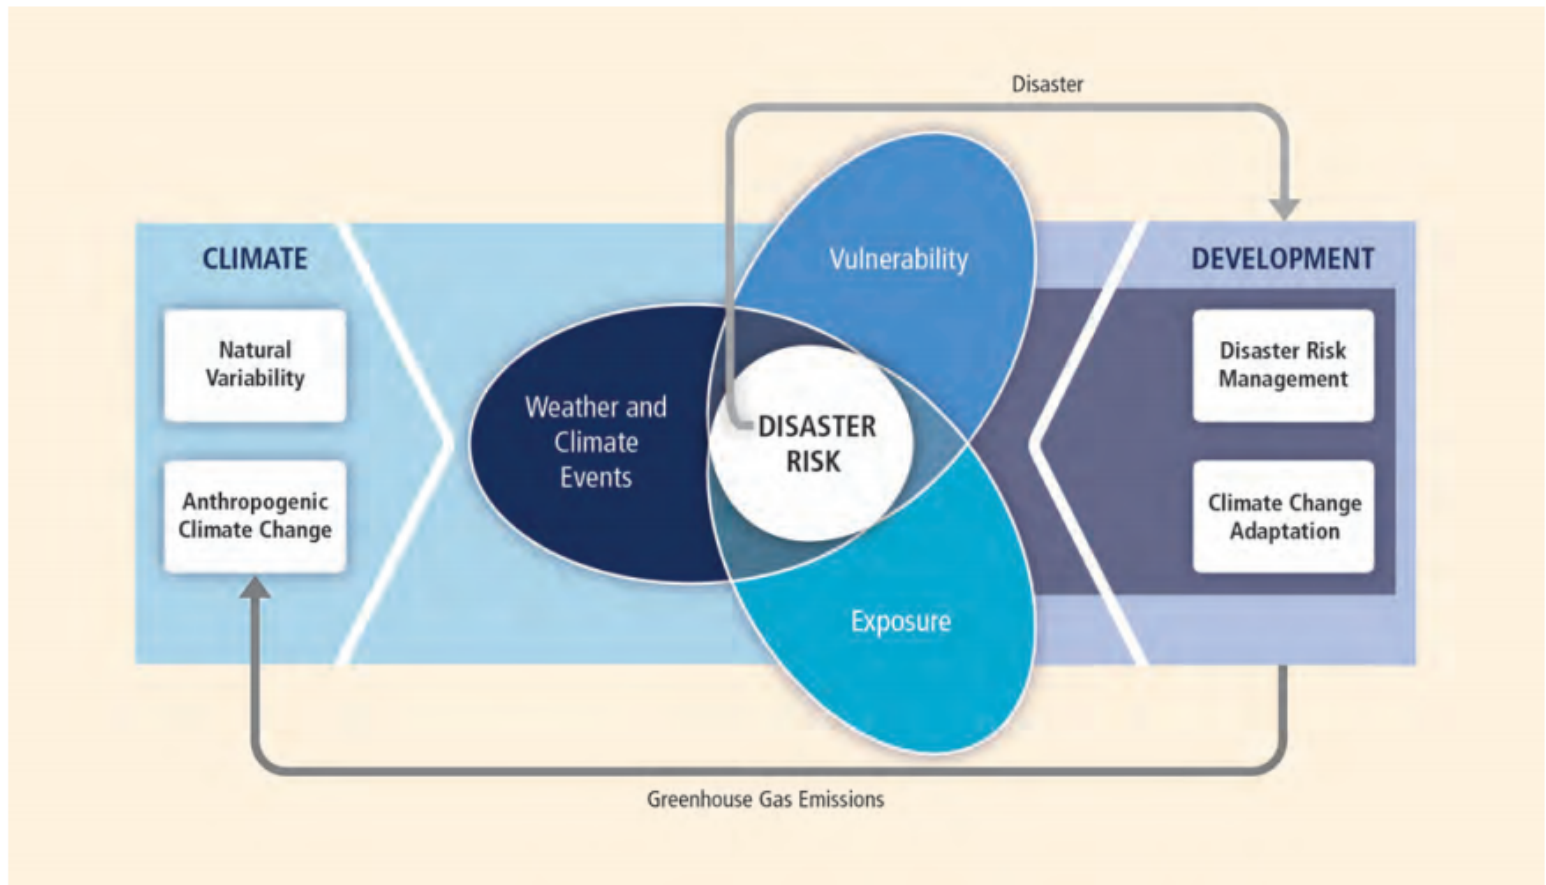 Disaster
CLIMATE
Natural
Variability
Anthropogenic
Climate Change
Weather and
Climate
Events
Vulnerability
DISASTER
RISK
Exposure
DEVELOPMENT
Disaster Risk
Management
Climate Change
Adaptation
Greenhouse Gas Emissions